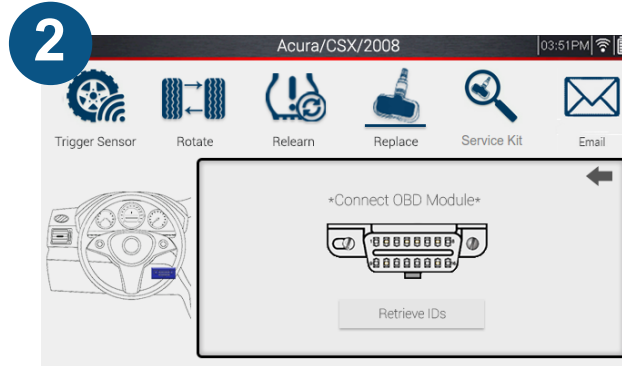 2
Acura/CSX/2008
03:51PM
Trigger Sensor
Rotate
Relearn
Replace
Service Kit
Email
*Connect OBD Module*
Retrieve IDs